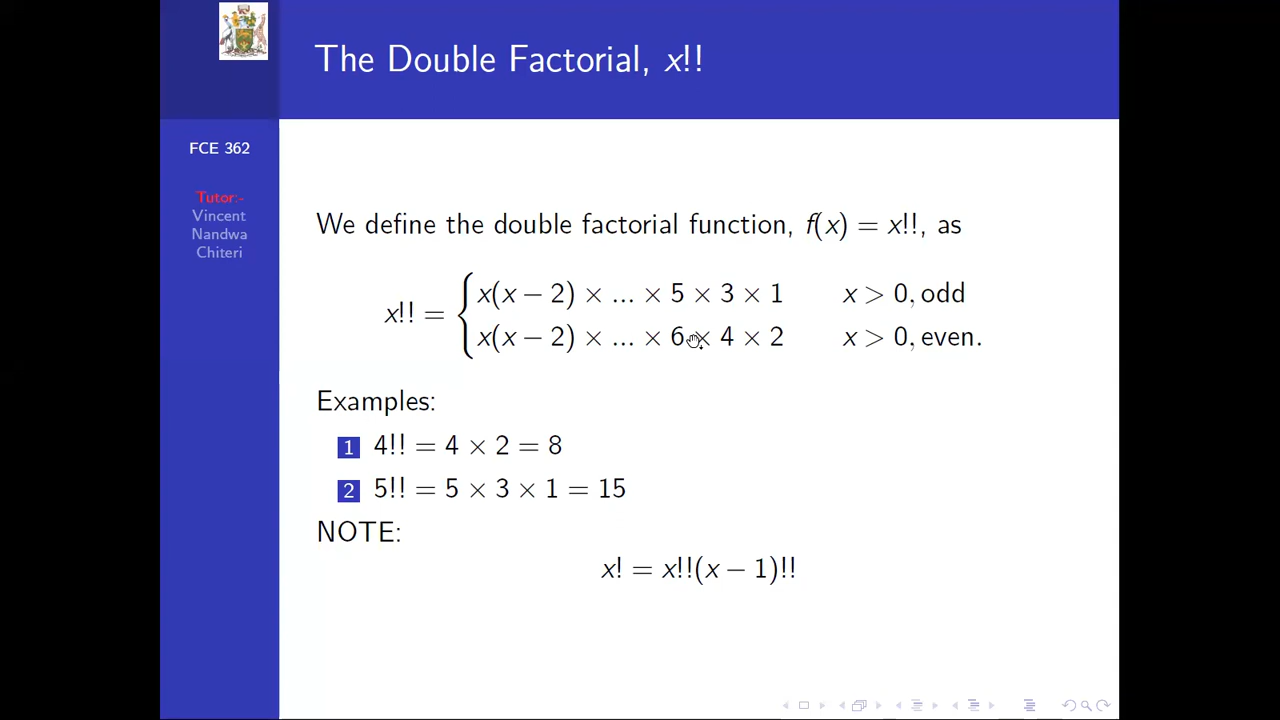 The Double Factorial, x!!
FCE 362
Tutor:-
Vincent
Nandwa
Chiteri
We define the double factorial function, f(x) = x!!, as
x!! = { x(x − 2) × ... × 5 × 3 × 1 x > 0, odd
x(x − 2) × ... × 6 × 4 × 2 x > 0, even.
Examples:
1 4!! = 4 × 2 = 8
2 5!! = 5 × 3 × 1 = 15
NOTE:
x! = x!!(x − 1)!!